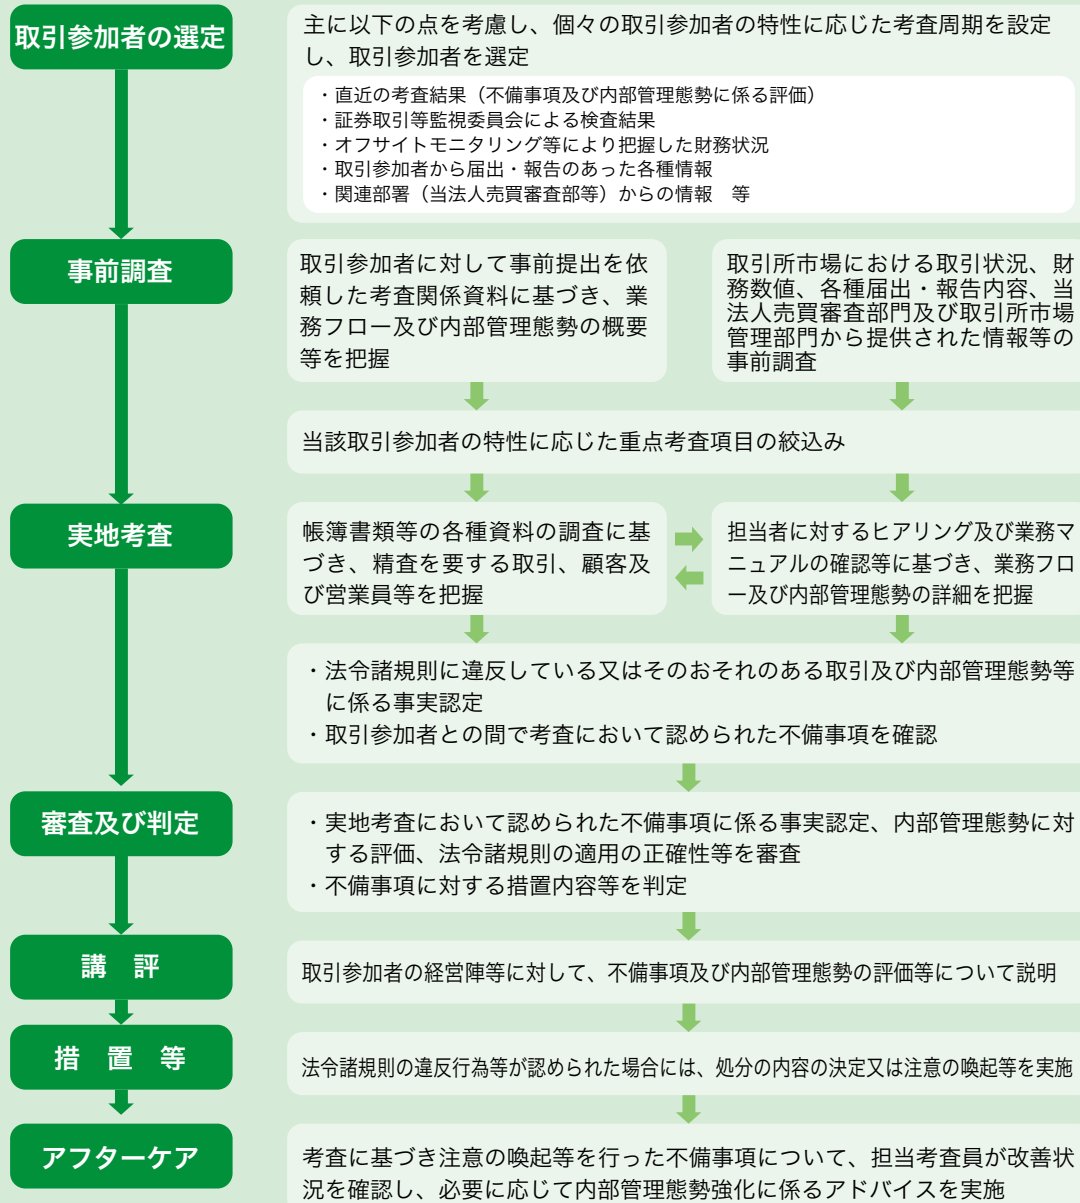 取引参加者の選定
主に以下の点を考慮し、個々の取引参加者の特性に応じた考査周期を設定
し、取引参加者を選定
・直近の考査結果（不備事項及び内部管理態勢に係る評価）
・証券取引等監視委員会による検査結果
・オフサイトモニタリング等により把握した財務状況
・取引参加者から届出・報告のあった各種情報
・関連部署（当法人売買審査部等）からの情報　等
事前調査
取引参加者に対して事前提出を依
頼した考査関係資料に基づき、業
務フロー及び内部管理態勢の概要
等を把握
取引所市場における取引状況、財
務数値、各種届出・報告内容、当
法人売買審査部門及び取引所市場
管理部門から提供された情報等の
事前調査
当該取引参加者の特性に応じた重点考査項目の絞込み
実地考査
帳簿書類等の各種資料の調査に基
づき、精査を要する取引、顧客及
び営業員等を把握
担当者に対するヒアリング及び業務マ
ニュアルの確認等に基づき、業務フロ
ー及び内部管理態勢の詳細を把握
・法令諸規則に違反している又はそのおそれのある取引及び内部管理態勢等
に係る事実認定
・取引参加者との間で考査において認められた不備事項を確認
審査及び判定
・実地考査において認められた不備事項に係る事実認定、内部管理態勢に対
する評価、法令諸規則の適用の正確性等を審査
・不備事項に対する措置内容等を判定
講　評
取引参加者の経営陣等に対して、不備事項及び内部管理態勢の評価等について説明
措　置　等
法令諸規則の違反行為等が認められた場合には、処分の内容の決定又は注意の喚起等を実施
アフターケア
考査に基づき注意の喚起等を行った不備事項について、担当考査員が改善状
況を確認し、必要に応じて内部管理態勢強化に係るアドバイスを実施